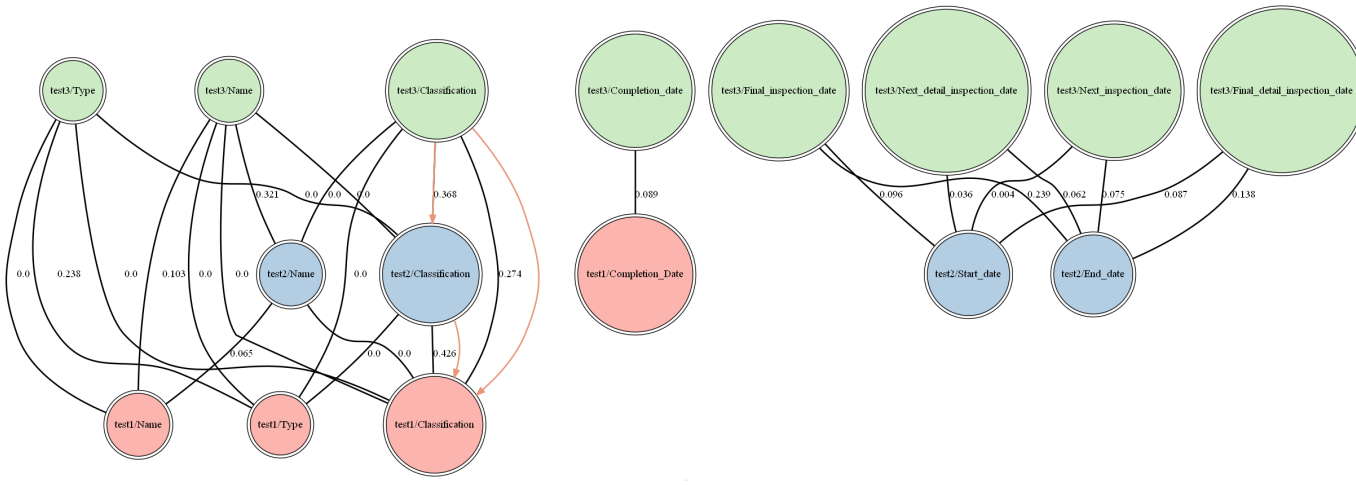 test3/Type
test3/Name
test3/Classification
test3/Completion_date
test3/Final_inspection_date
test3/Next_detail_inspection_date
test3/Next_inspection_date
test3/Final_detail_inspection_date
0.321
0.0
0.0
0.0
0.368
0.089
0.096
0.036
0.004
0.239
0.062
0.075
0.087
0.138
test2/Name
test2/Classification
test1/Completion_Date
test2/Start_date
test2/End_date
0.0
0.238
0.0
0.103
0.0
0.0
0.0
0.274
0.065
0.0
0.0
0.426
test1/Name
test1/Type
test1/Classification